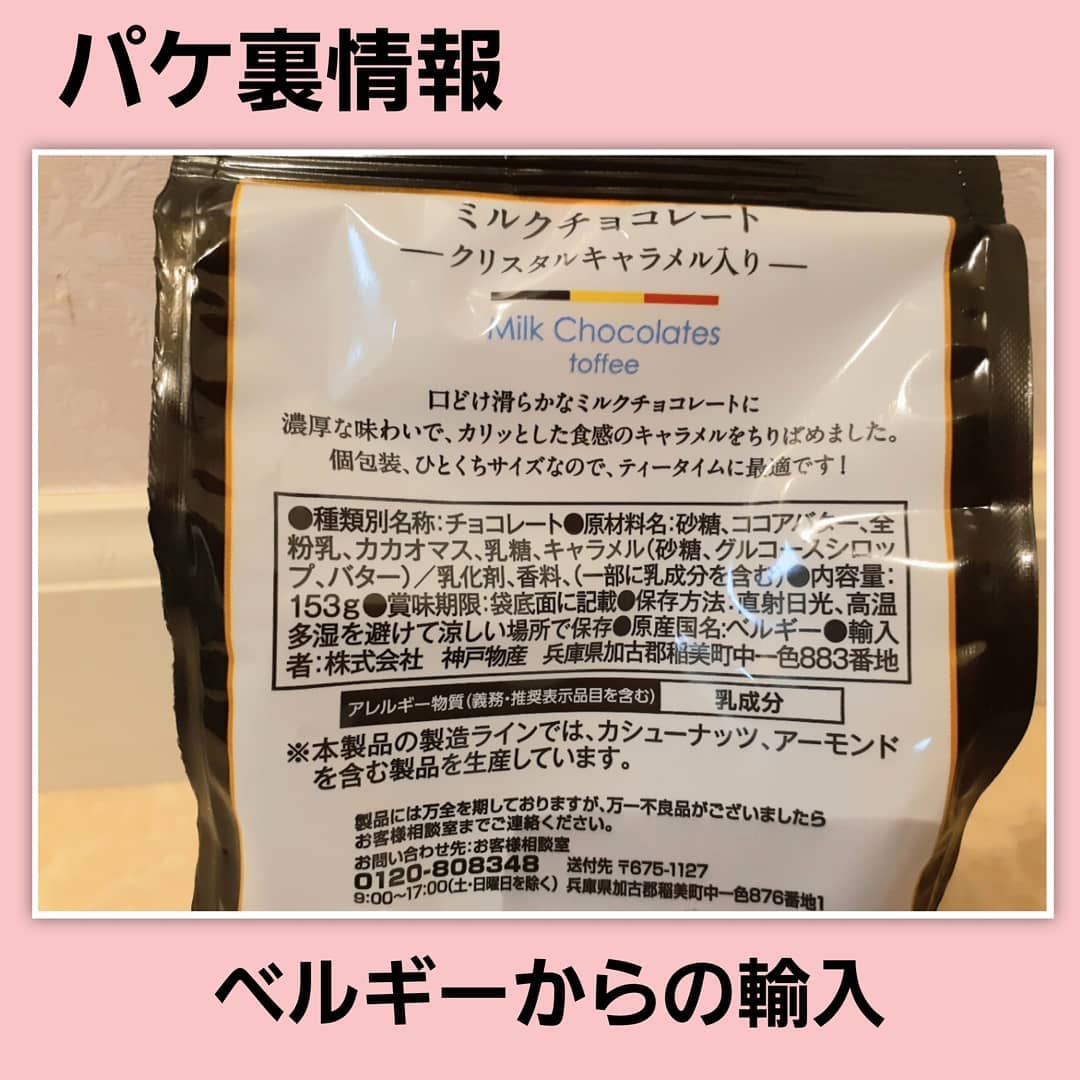 パケ裏情報
ミルクチョコレート
―クリスタルキャラメル入り―
Milk Chocolates
toffee
口どけ滑らかなミルクチョコレートに
濃厚な味わいで、カリッとした食感のキャラメルをちりばめました。
個包装、ひとくちサイズなので、ティータイムに最適です！
●種類別名称：チョコレート●原材料名：砂糖、ココアバター、全
粉乳、カカオマス、乳糖、キャラメル（砂糖、グルコースシロッ
プ、バター）／乳化剤、香料、（一部に乳成分を含む）●内容量：
153g●賞味期限：袋底面に記載●保存方法：直射日光、高温
多湿を避けて涼しい場所で保存●原産国名：ベルギー●輸入
者：株式会社　神戸物産　兵庫県加古郡稲美町中一色883番地
アレルギー物質（義務・推奨表示品目を含む） 乳成分
※本製品の製造ラインでは、カシューナッツ、アーモンド
を含む製品を生産しています。
製品には万全を期しておりますが、万一不良品がございましたら
お客様相談室までご連絡ください。
お問い合わせ先：お客様相談室
0120-808348　送付先 〒675-1127
9:00～17:00（土・日曜日を除く） 兵庫県加古郡稲美町中一色876番地1
ベルギーからの輸入